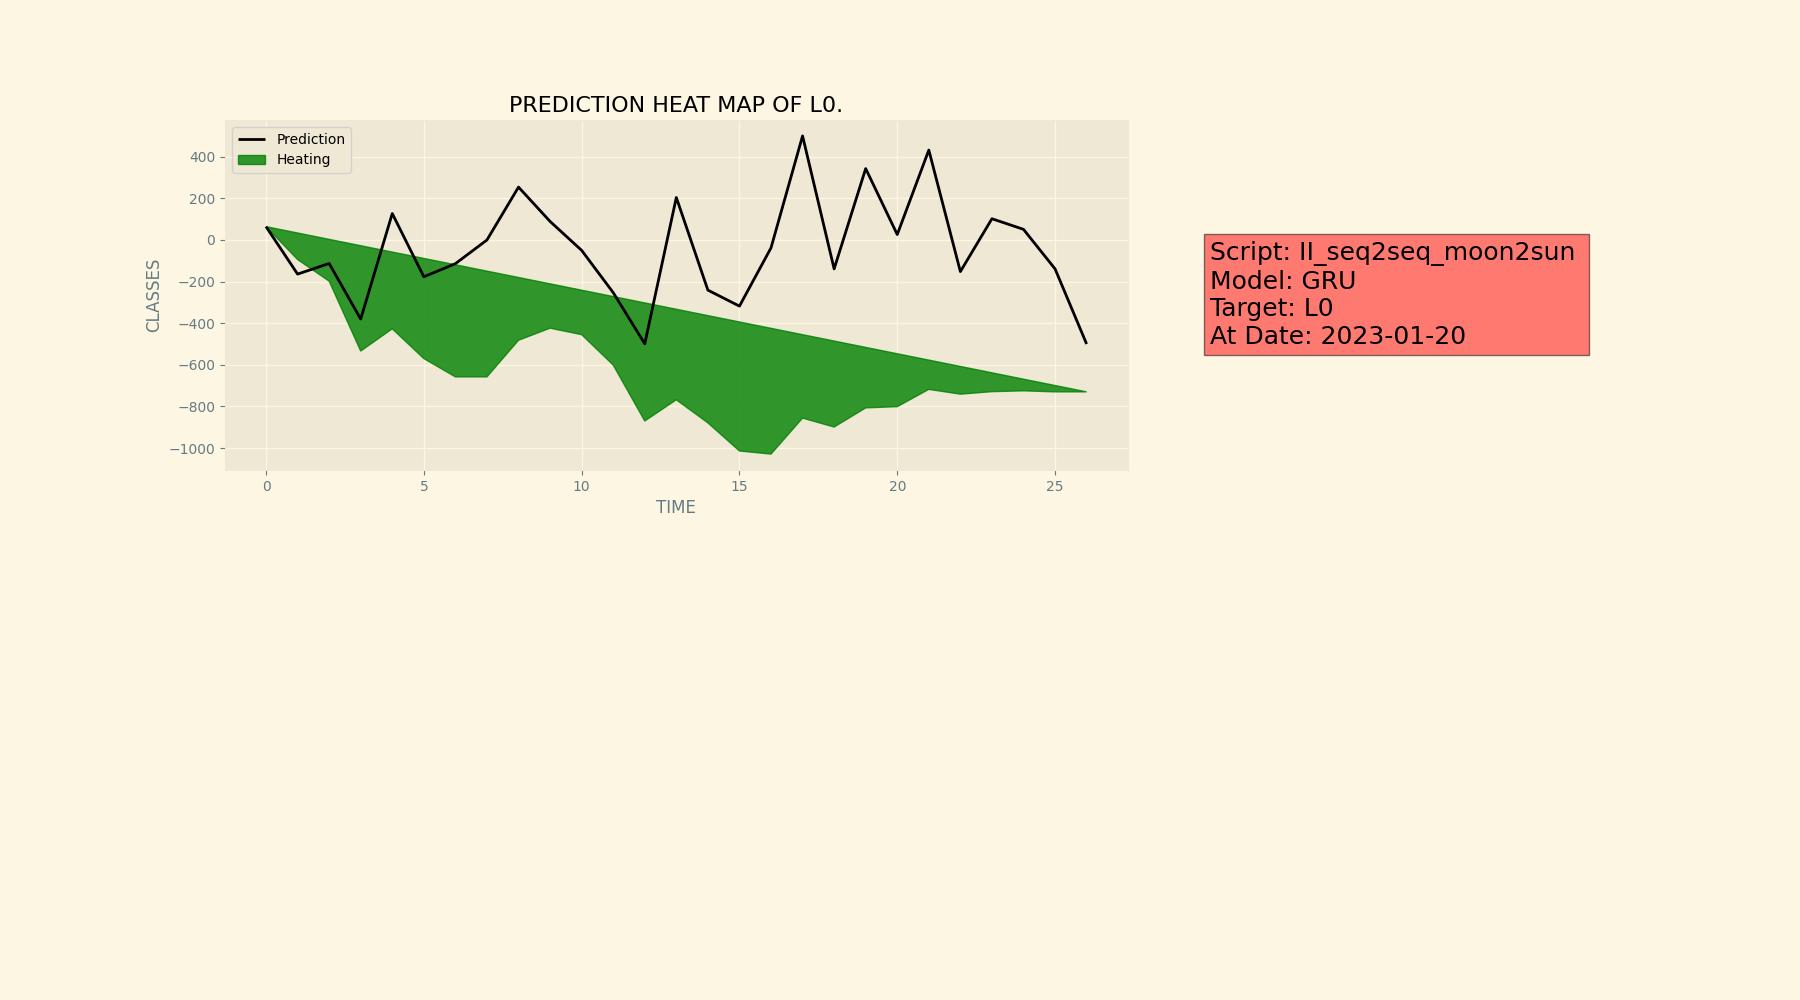 PREDICTION HEAT MAP OF L0.
Prediction
Heating
400
200
0
−200
−400
−600
−800
−1000
CLASSES
0 5 10 15 20 25
TIME
Script: II_seq2seq_moon2sun
Model: GRU
Target: L0
At Date: 2023-01-20